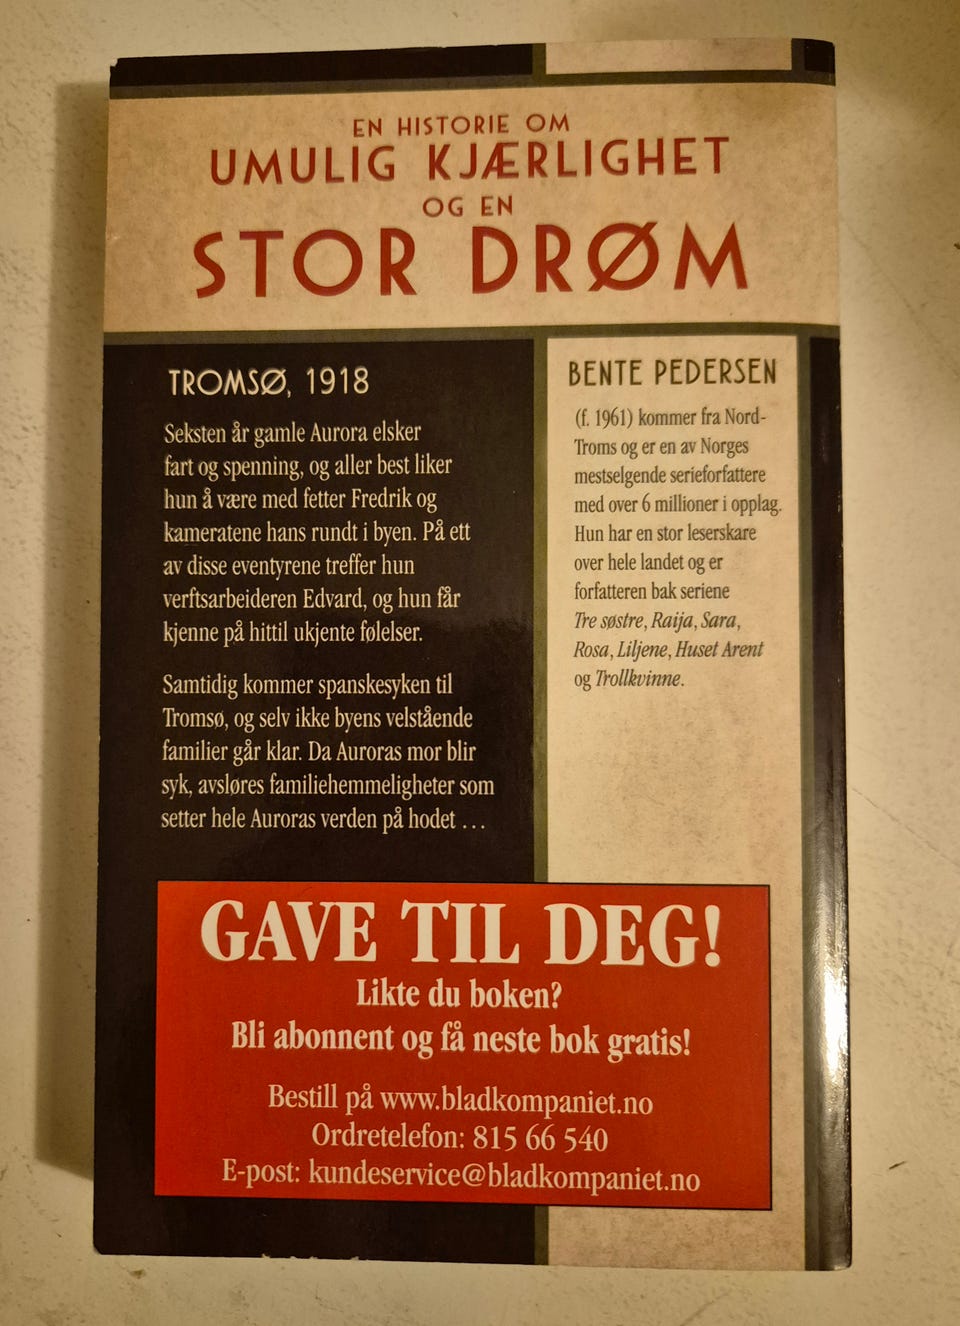 EN HISTORIE OM
UMULIG KJÆRLIGHET
OG EN
STOR DRØM
TROMSØ, 1918
Seksten år gamle Aurora elsker
fart og spenning, og aller best liker
hun å være med fetter Fredrik og
kameratene hans rundt i byen. På ett
av disse eventyrene treffer hun
verftsarbeideren Edvard, og hun får
kjenne på hittil ukjente følelser.
Samtidig kommer spanskesyken til
Tromsø, og selv ikke byens velstående
familier går klar. Da Auroras mor blir
syk, avsløres familiehemmeligheter som
setter hele Auroras verden på hodet …
BENTE PEDERSEN
(f. 1961) kommer fra Nord-
Troms og er en av Norges
mestselgende serieforfattere
med over 6 millioner i opplag.
Hun har en stor leserskare
over hele landet og er
forfatteren bak seriene
Tre søstre, Raija, Sara,
Rosa, Liljene, Huset Arent
og Trollkvinne.
GAVE TIL DEG!
Likte du boken?
Bli abonnent og få neste bok gratis!
Bestill på www.bladkompaniet.no
Ordretelefon: 815 66 540
E-post: kundeservice@bladkompaniet.no